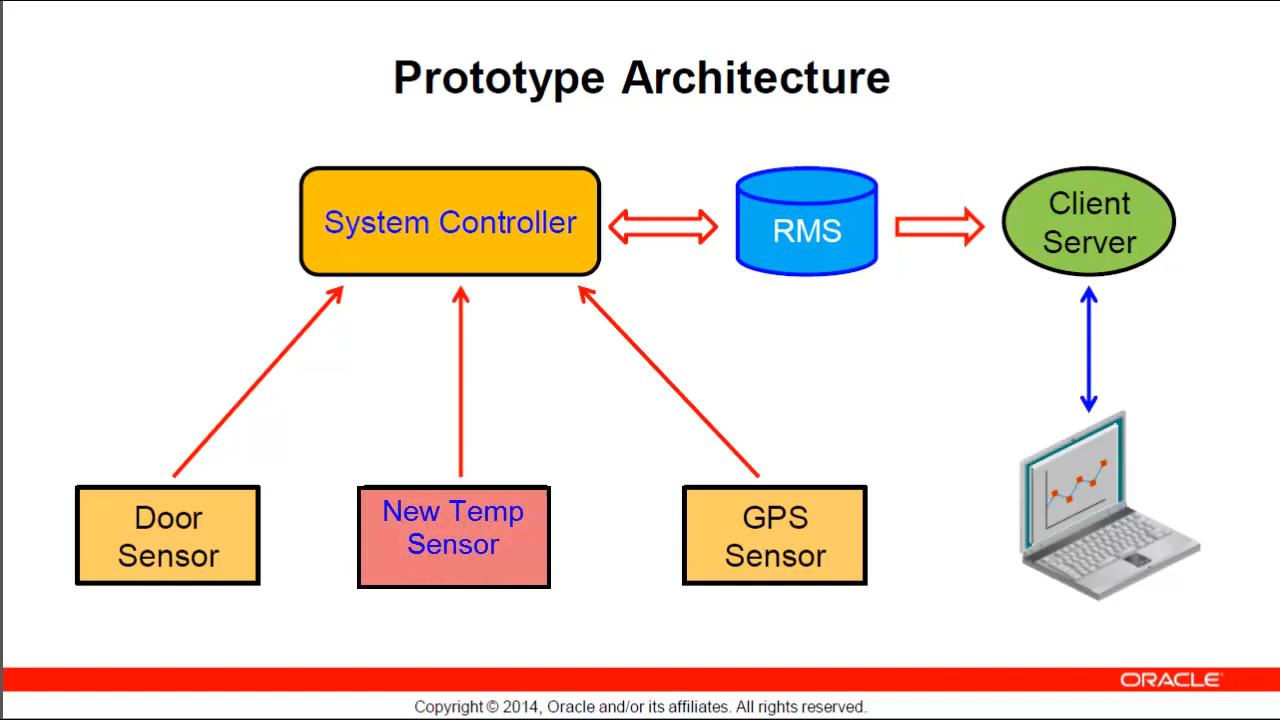 Prototype Architecture
System Controller
RMS
Client
Server
Door
Sensor
New Temp
Sensor
GPS
Sensor
ORACLE
Copyright © 2014, Oracle and/or its affiliates. All rights reserved.